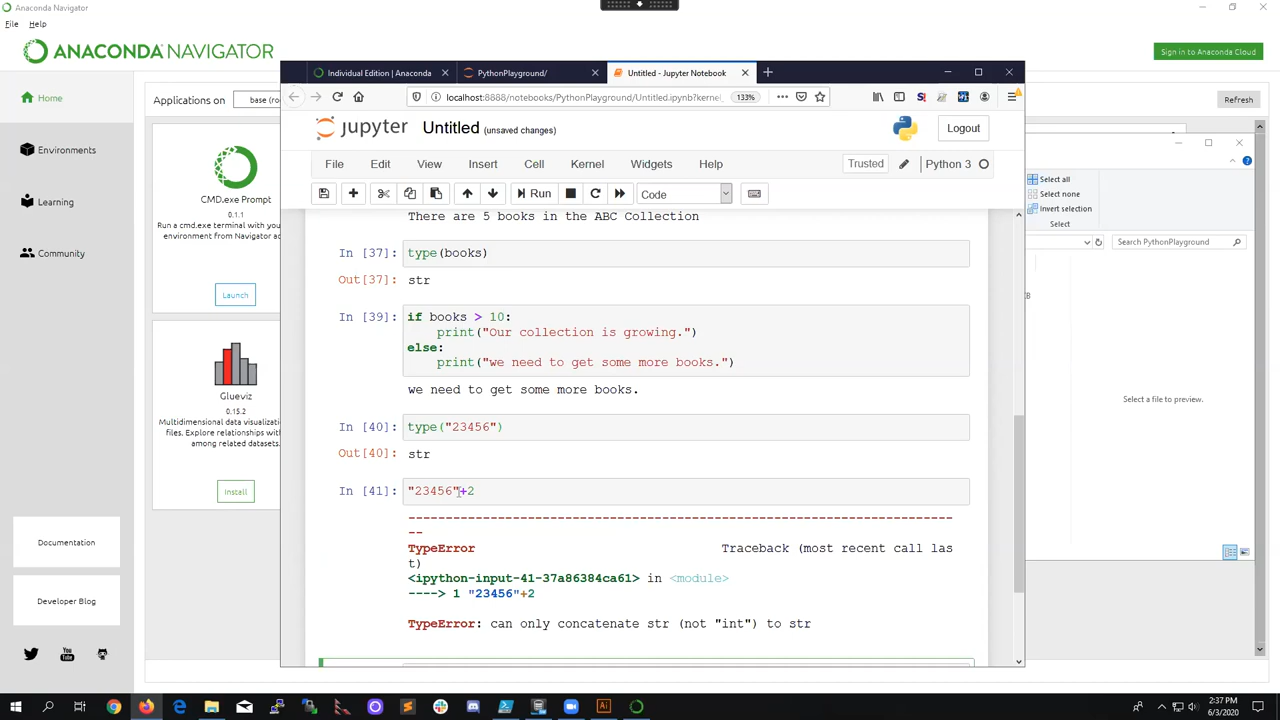 Anaconda Navigator
File Help
ANACONDA NAVIGATOR
Sign in to Anaconda Cloud
Home
Environments
Learning
Community
Documentation
Developer Blog
Applications on
base (ro
Refresh
CMD.exe Prompt
0.1.1
Run a cmd.exe terminal with your
environment from Navigator ac
Launch
Glueviz
0.15.2
Multidimensional data visualizatio
files. Explore relationships with
among related datasets.
Install
Individual Edition | Anaconda
PythonPlayground/
Untitled - Jupyter Notebook
localhost:8888/notebooks/PythonPlayground/Untitled.ipynb?kernel_
133%
jupyter Untitled (unsaved changes)
Logout
File Edit View Insert Cell Kernel Widgets Help
Trusted
Python 3
Run
Code
There are 5 books in the ABC Collection
In [37]: type(books)
Out[37]: str
In [39]: if books > 10:
print("Our collection is growing.")
else:
print("we need to get some more books.")
we need to get some more books.
In [40]: type("23456")
Out[40]: str
In [41]: "23456"+2
---------------------------------------------------------------------------
TypeError Traceback (most recent call las
t)
<ipython-input-41-37a86384ca61> in <module>
----> 1 "23456"+2
TypeError: can only concatenate str (not "int") to str
Select all
Select none
Invert selection
Select
Search PythonPlayground
Select a file to preview.
2:37 PM
6/3/2020